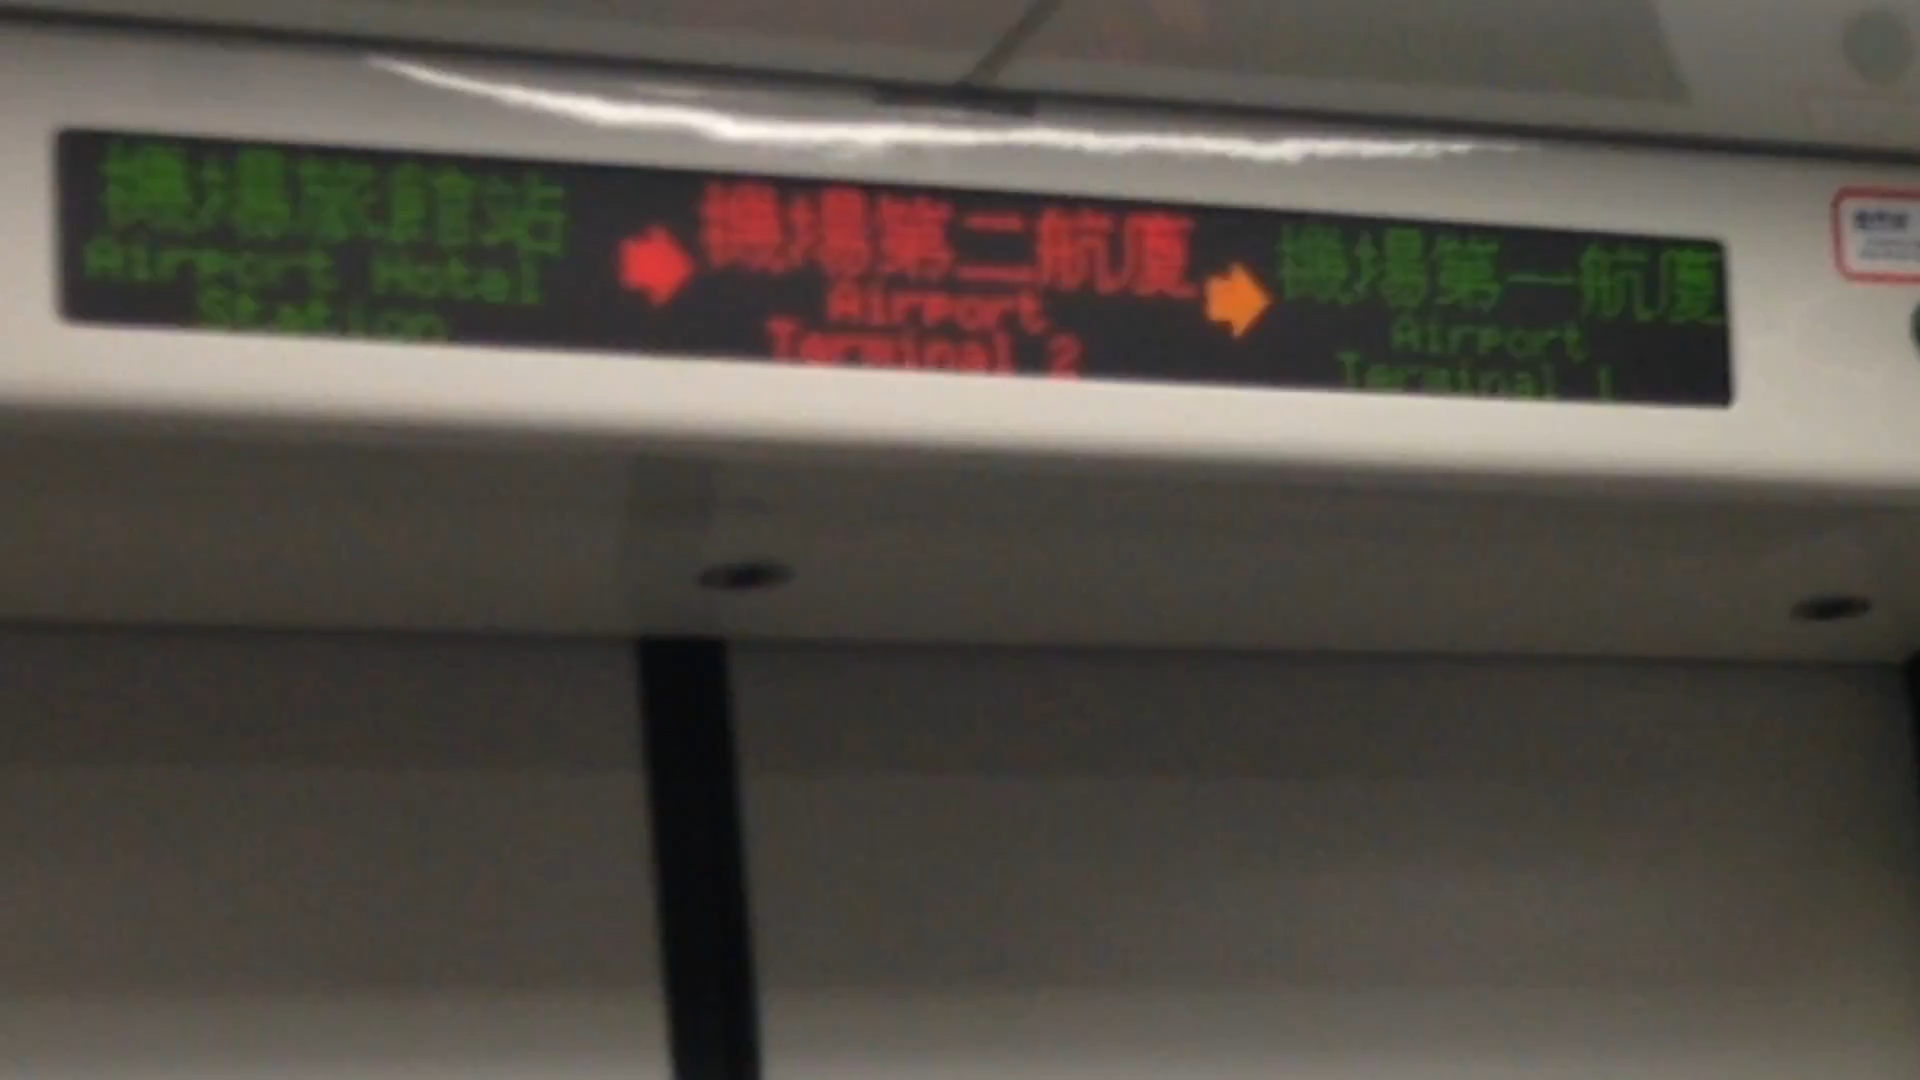 機場旅館站
Airport Hotel
Station
機場第二航廈
Airport
Terminal 2
機場第一航廈
Airport
Terminal 1